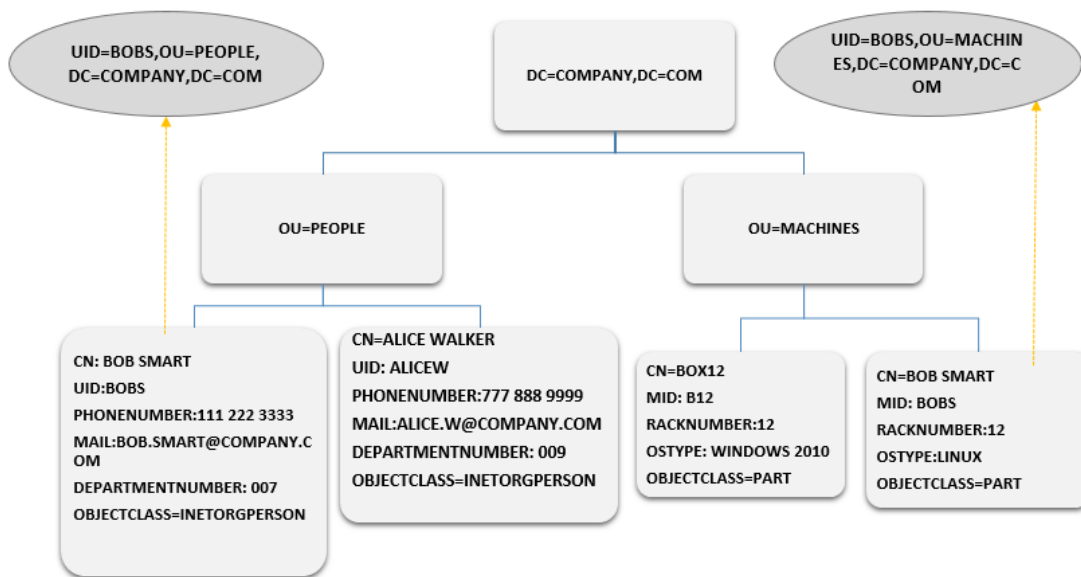 UID=BOBS,OU=PEOPLE,
DC=COMPANY,DC=COM
DC=COMPANY,DC=COM
UID=BOBS,OU=MACHIN
ES,DC=COMPANY,DC=C
OM
OU=PEOPLE
OU=MACHINES
CN: BOB SMART
UID:BOBS
PHONENUMBER:111 222 3333
MAIL:BOB.SMART@COMPANY.C
OM
DEPARTMENTNUMBER: 007
OBJECTCLASS=INETORGPERSON
CN=ALICE WALKER
UID: ALICEW
PHONENUMBER:777 888 9999
MAIL:ALICE.W@COMPANY.COM
DEPARTMENTNUMBER: 009
OBJECTCLASS=INETORGPERSON
CN=BOX12
MID: B12
RACKNUMBER:12
OSTYPE: WINDOWS 2010
OBJECTCLASS=PART
CN=BOB SMART
MID: BOBS
RACKNUMBER:12
OSTYPE:LINUX
OBJECTCLASS=PART